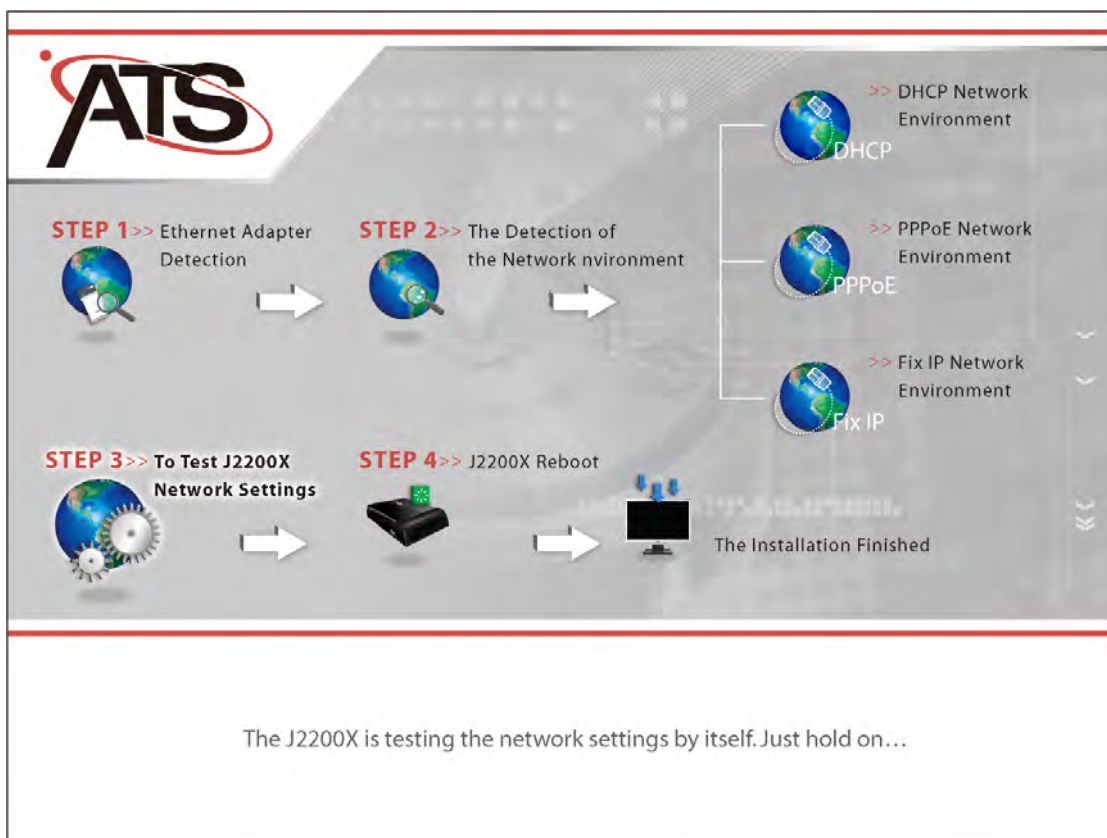 ATS
STEP 1>> Ethernet Adapter
Detection
STEP 2>> The Detection of
the Network nvironment
>> DHCP Network
Environment
DHCP
>> PPPoE Network
Environment
PPPoE
>> Fix IP Network
Environment
Fix IP
STEP 3>> To Test J2200X
Network Settings
STEP 4>> J2200X Reboot
The Installation Finished
The J2200X is testing the network settings by itself. Just hold on…